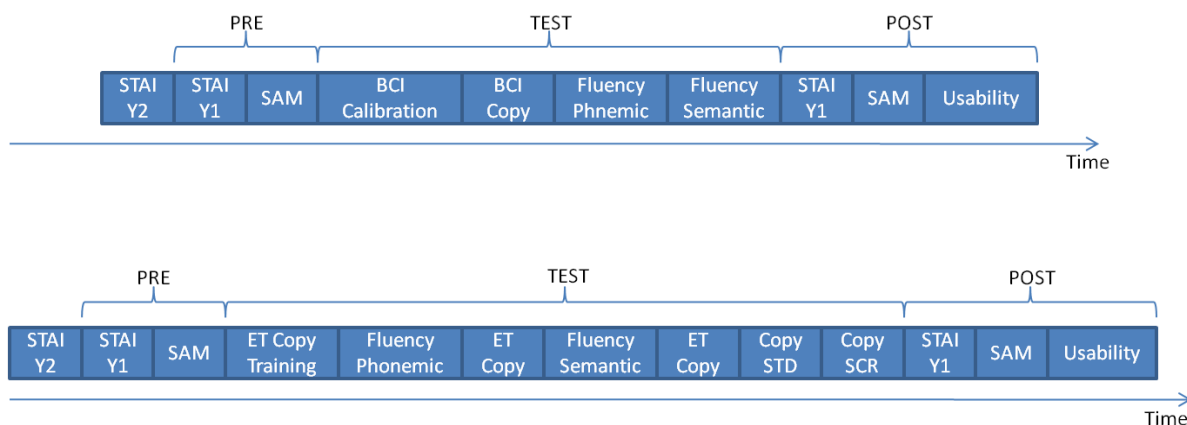 PRE TEST POST
STAI STAI SAM BCI BCI Fluency Fluency STAI SAM Usability
Y2 Y1 Calibration Copy Phnemic Semantic Y1
Time
PRE TEST POST
STAI STAI SAM ET Copy Fluency ET Fluency ET Copy Copy STAI SAM Usability
Y2 Y1 Training Phonemic Copy Semantic Copy STD SCR Y1
Time